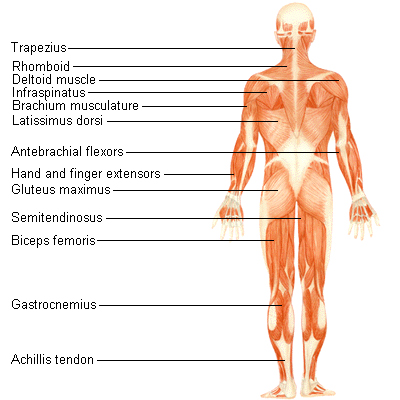 Trapezius
Rhomboid
Deltoid muscle
Infraspinatus
Brachium musculature
Latissimus dorsi
Antebrachial flexors
Hand and finger extensors
Gluteus maximus
Semitendinosus
Biceps femoris
Gastrocnemius
Achillis tendon